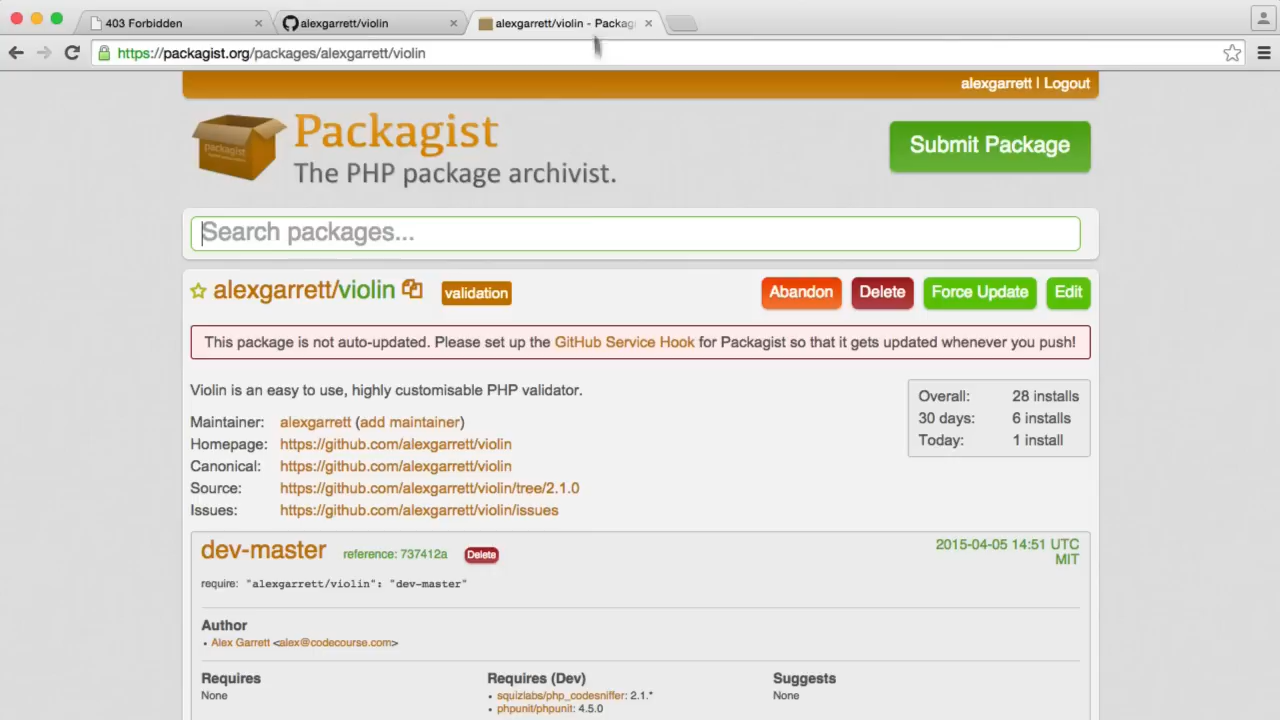 403 Forbidden
alexgarrett/violin
alexgarrett/violin - Packag
https://packagist.org/packages/alexgarrett/violin
alexgarrett | Logout
packagist
Packagist
The PHP package archivist.
Submit Package
Search packages...
alexgarrett/violin
validation
Abandon
Delete
Force Update
Edit
This package is not auto-updated. Please set up the GitHub Service Hook for Packagist so that it gets updated whenever you push!
Violin is an easy to use, highly customisable PHP validator.
Overall: 28 installs
30 days: 6 installs
Today: 1 install
Maintainer: alexgarrett (add maintainer)
Homepage: https://github.com/alexgarrett/violin
Canonical: https://github.com/alexgarrett/violin
Source: https://github.com/alexgarrett/violin/tree/2.1.0
Issues: https://github.com/alexgarrett/violin/issues
dev-master reference: 737412a Delete
2015-04-05 14:51 UTC
MIT
require: "alexgarrett/violin": "dev-master"
Author
• Alex Garrett <alex@codecourse.com>
Requires
None
Requires (Dev)
• squizlabs/php_codesniffer: 2.1.*
• phpunit/phpunit: 4.5.0
Suggests
None